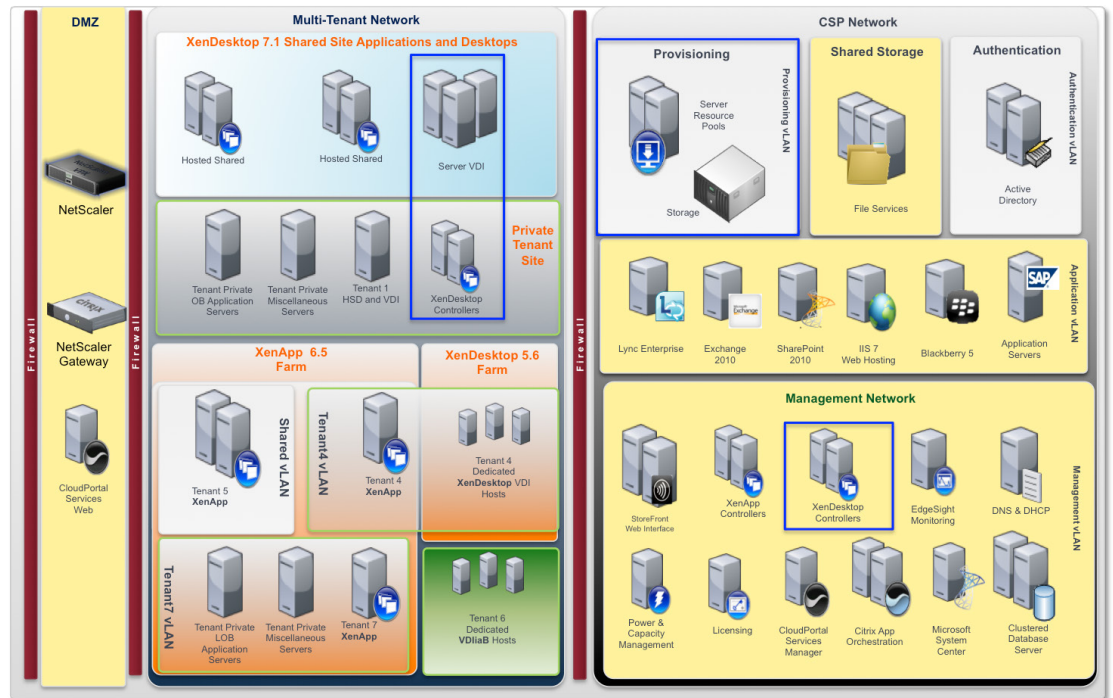 DMZ
Firewall
NetScaler
CITRIX
NetScaler
Gateway
CloudPortal
Services
Web
Firewall
Multi-Tenant Network
XenDesktop 7.1 Shared Site Applications and Desktops
Hosted Shared
Hosted Shared
Server VDI
Private
Tenant
Site
Tenant Private
OB Application
Servers
Tenant Private
Miscellaneous
Servers
Tenant 1
HSD and VDI
XenDesktop
Controllers
XenApp 6.5
Farm
XenDesktop 5.6
Farm
Tenant 5
XenApp
Shared vLAN
Tenant4 vLAN
Tenant 4
XenApp
Tenant 4
Dedicated
XenDesktop VDI
Hosts
Tenant7 vLAN
Tenant Private
LOB
Application
Servers
Tenant Private
Miscellaneous
Servers
Tenant 7
XenApp
Tenant 6
Dedicated
VDIiaB Hosts
Firewall
CSP Network
Provisioning
Server
Resource
Pools
Storage
Provisioning vLAN
Shared Storage
File Services
Authentication
Active
Directory
Authentication vLAN
Lync Enterprise
Exchange
Exchange
2010
SharePoint
2010
IIS 7
Web Hosting
Blackberry 5
SAP
Application
Servers
Application vLAN
Management Network
StoreFront
Web Interface
XenApp
Controllers
XenDesktop
Controllers
EdgeSight
Monitoring
DNS & DHCP
Management vLAN
Power &
Capacity
Management
Licensing
CloudPortal
Services
Manager
Citrix App
Orchestration
Microsoft
System
Center
Clustered
Database
Server